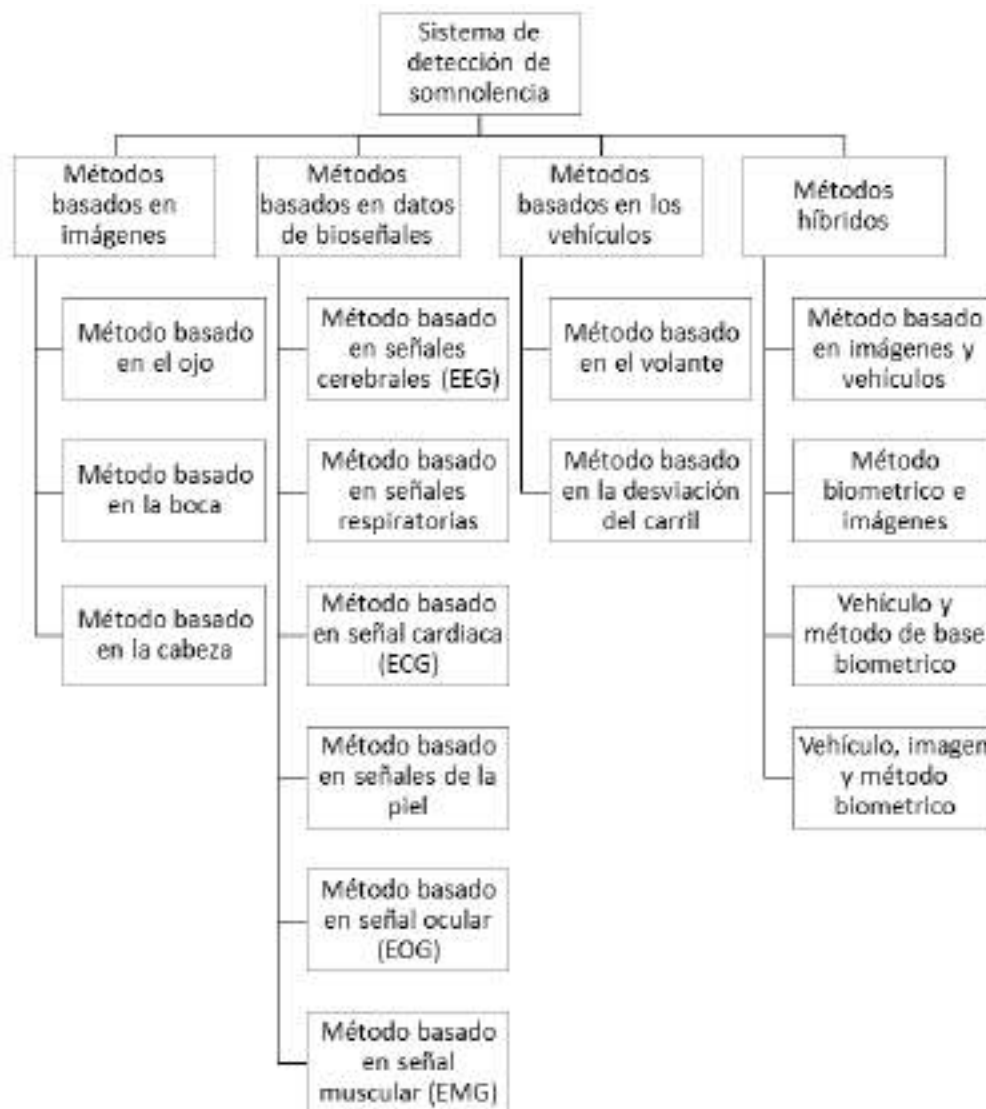 Sistema de
detección de
somnolencia
Métodos
basados en
imágenes
Método basado
en el ojo
Método basado
en la boca
Método basado
en la cabeza
Métodos
basados en datos
de bioseñales
Método basado
en señales
cerebrales (EEG)
Método basado
en señales
respiratorias
Método basado
en señal cardiaca
(ECG)
Método basado
en señales de la
piel
Método basado
en señal ocular
(EOG)
Método basado
en señal
muscular (EMG)
Métodos
basados en los
vehículos
Método basado
en el volante
Método basado
en la desviación
del carril
Métodos
híbridos
Método basado
en imágenes y
vehículos
Método
biometrico e
imágenes
Vehículo y
método de base
biometrico
Vehículo, imagen
y método
biometrico